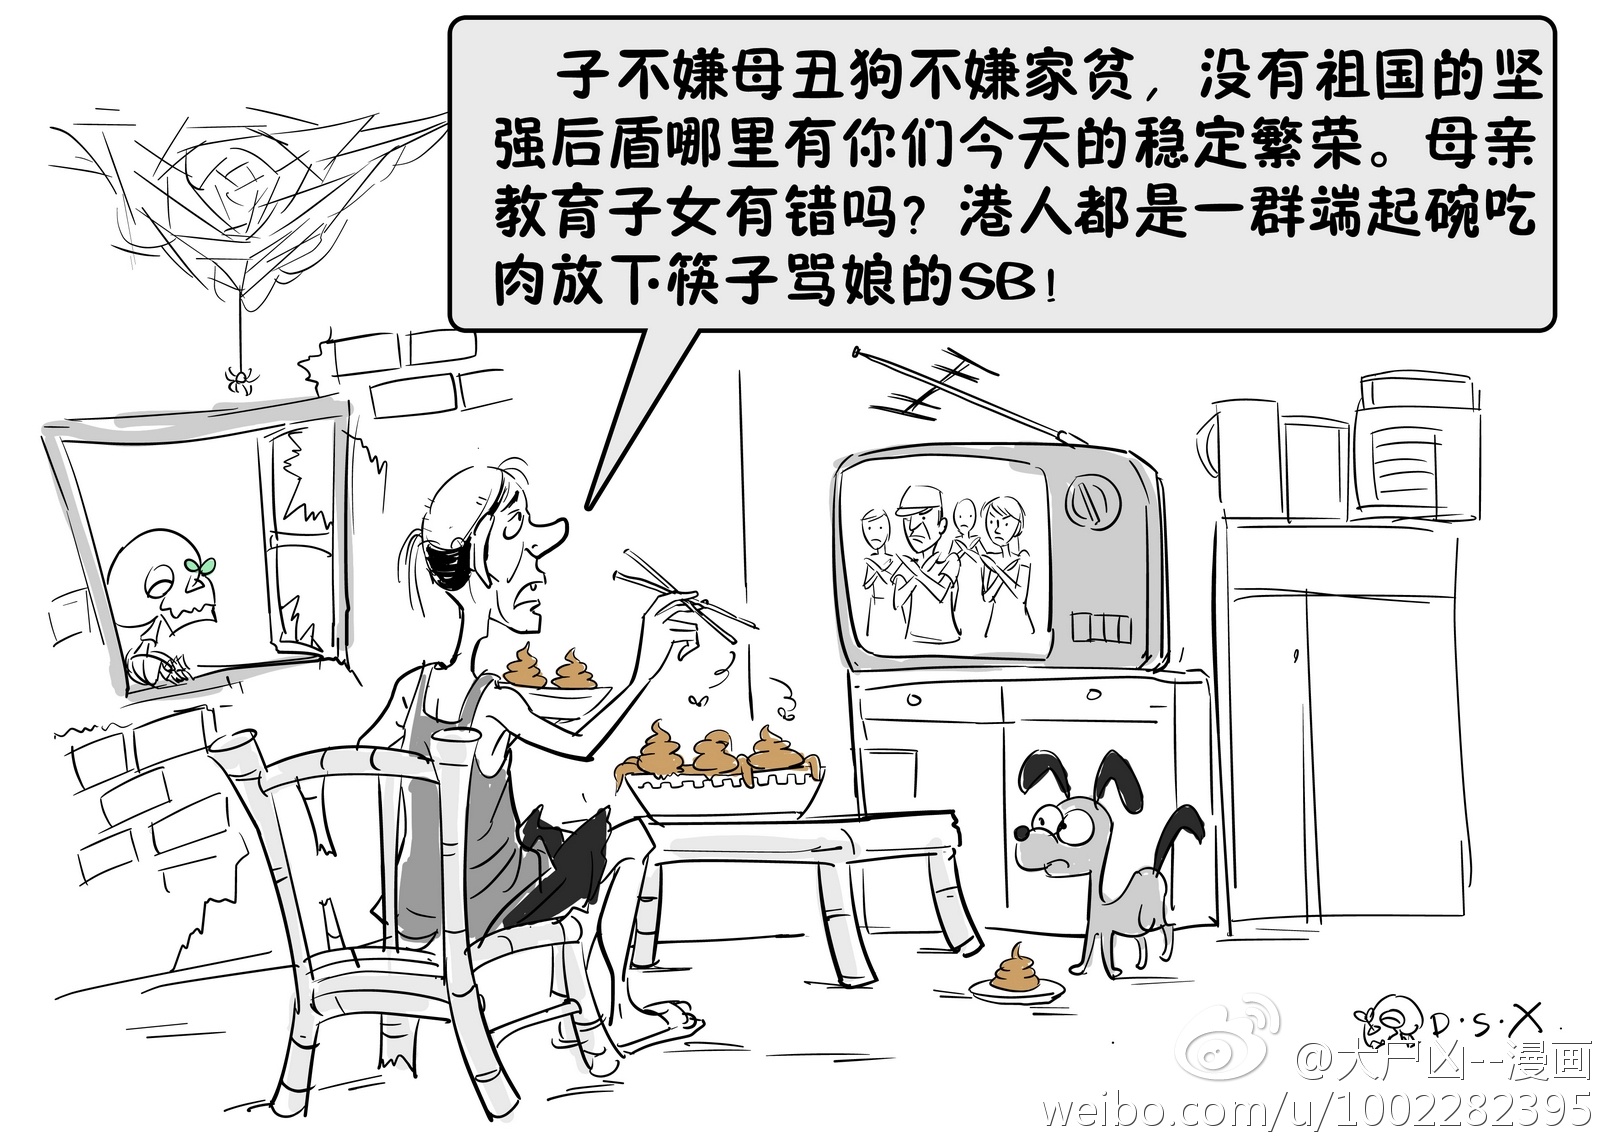 子不嫌母丑狗不嫌家贫，没有祖国的坚
强后盾哪里有你们今天的稳定繁荣。母亲
教育子女有错吗？港人都是一群端起碗吃
肉放下筷子骂娘的SB！
D·S·X.
@大尸凶--漫画
weibo.com/u/1002282395